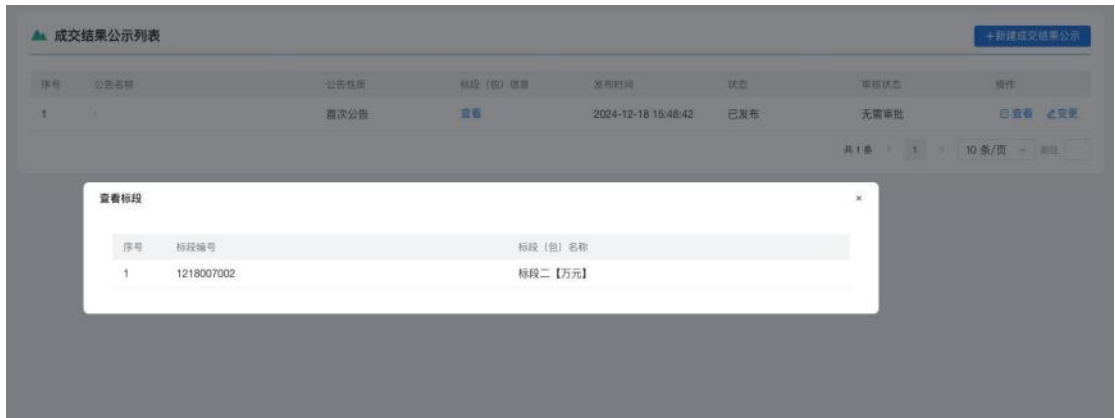 成交结果公示列表
+新建成交结果公示
序号 公告名称 公告性质 标段（包）信息 发布时间 状态 审核状态 操作
1 首次公告 查看 2024-12-18 15:48:42 已发布 无需审批 查看 变更
共 1 条 1 10 条/页 前往
查看标段 ×
序号 标段编号 标段（包）名称
1 1218007002 标段二【万元】